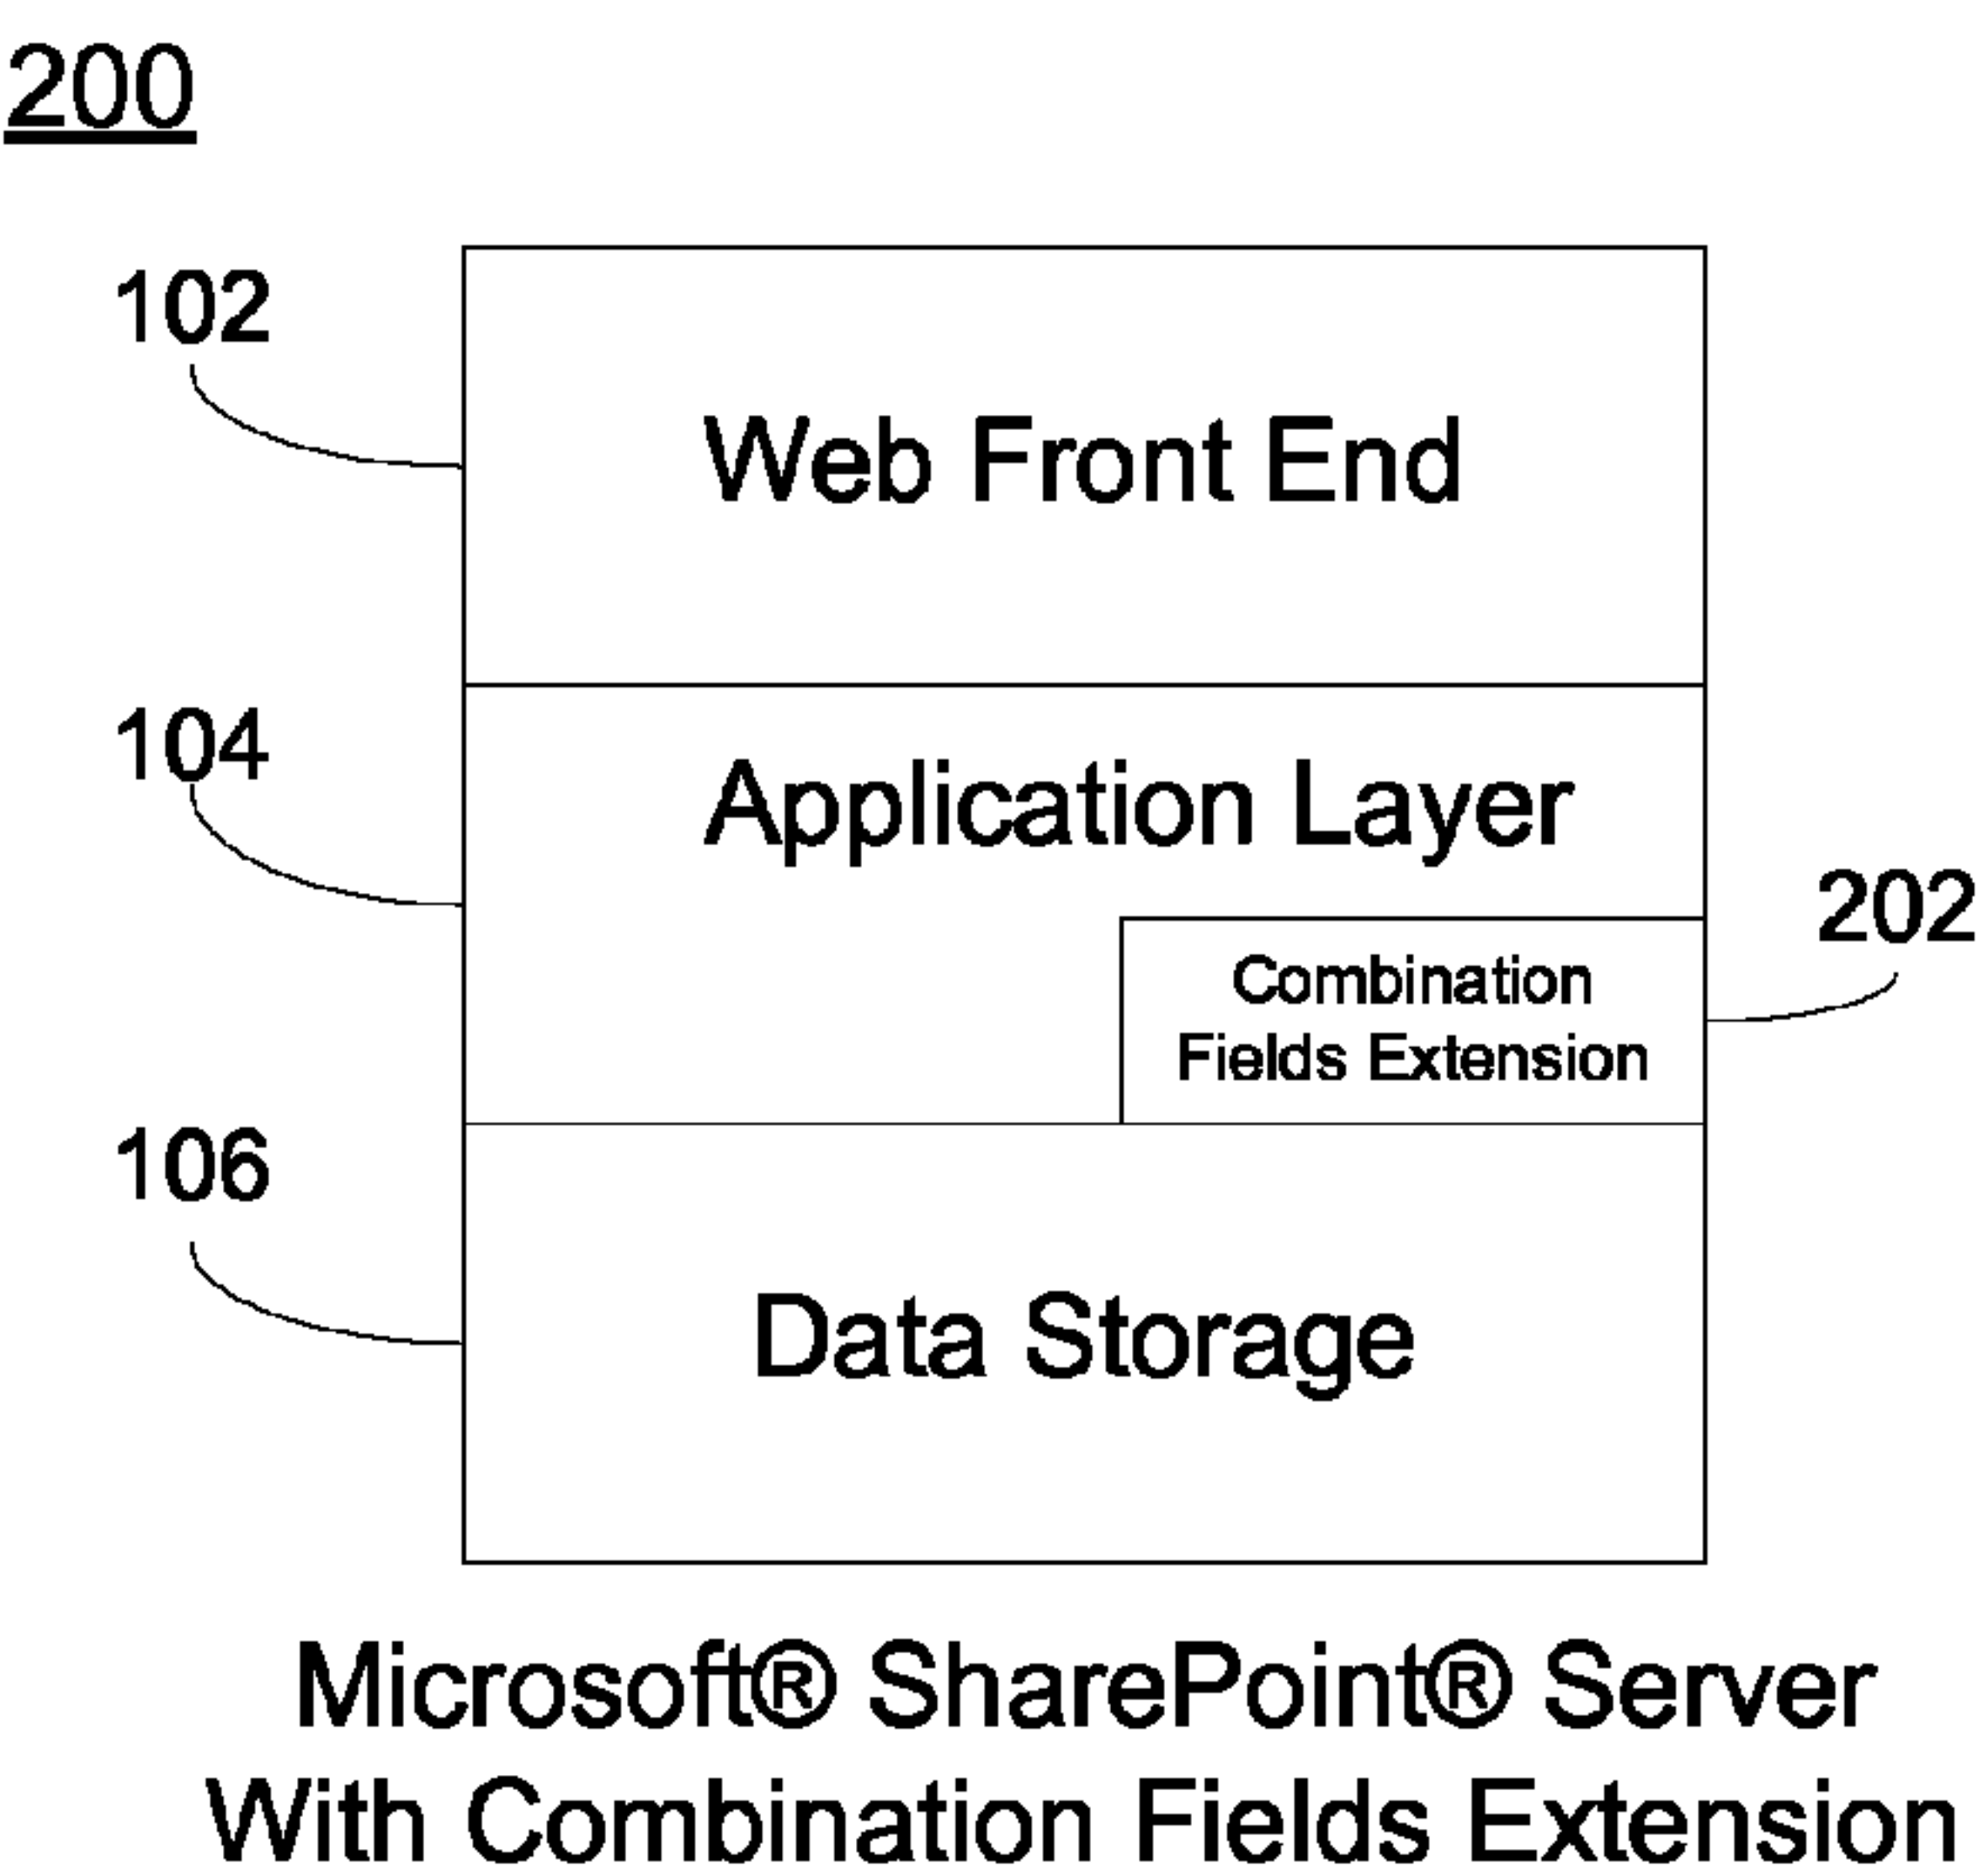 200
102
Web Front End
104
Application Layer
202
Combination
Fields Extension
106
Data Storage
Microsoft® SharePoint® Server
With Combination Fields Extension